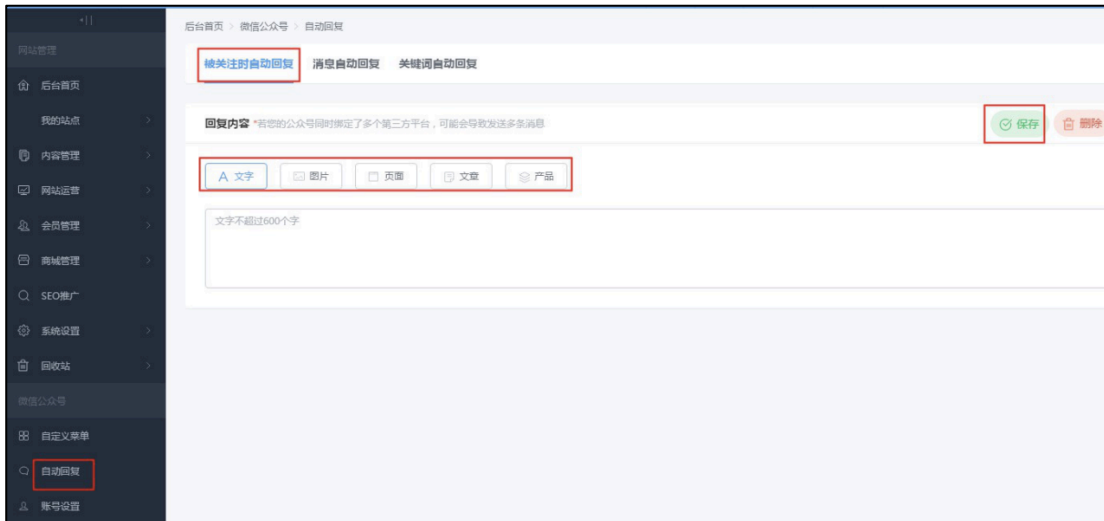 后台首页 > 微信公众号 > 自动回复
网站管理
后台首页
我的站点
内容管理
网站运营
会员管理
商城管理
SEO推广
系统设置
回收站
微信公众号
自定义菜单
自动回复
账号设置
被关注时自动回复 消息自动回复 关键词自动回复
回复内容 *若您的公众号同时绑定了多个第三方平台，可能会导致发送多条消息
保存 删除
文字 图片 页面 文章 产品
文字不超过600个字